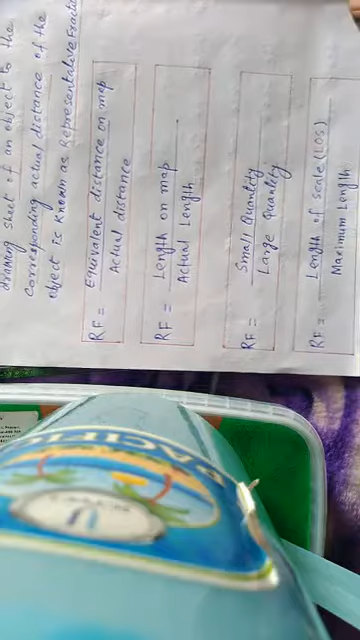 drawing sheet of an object to the
corresponding actual distance of the
object is known as Representative Fraction
RF = Equivalent distance on map
Actual distance
RF = Length on map
Actual Length
RF = Small Quantity
Large Quantity
RF = Length of scale (LOS)
Maximum Length
PACIFIC